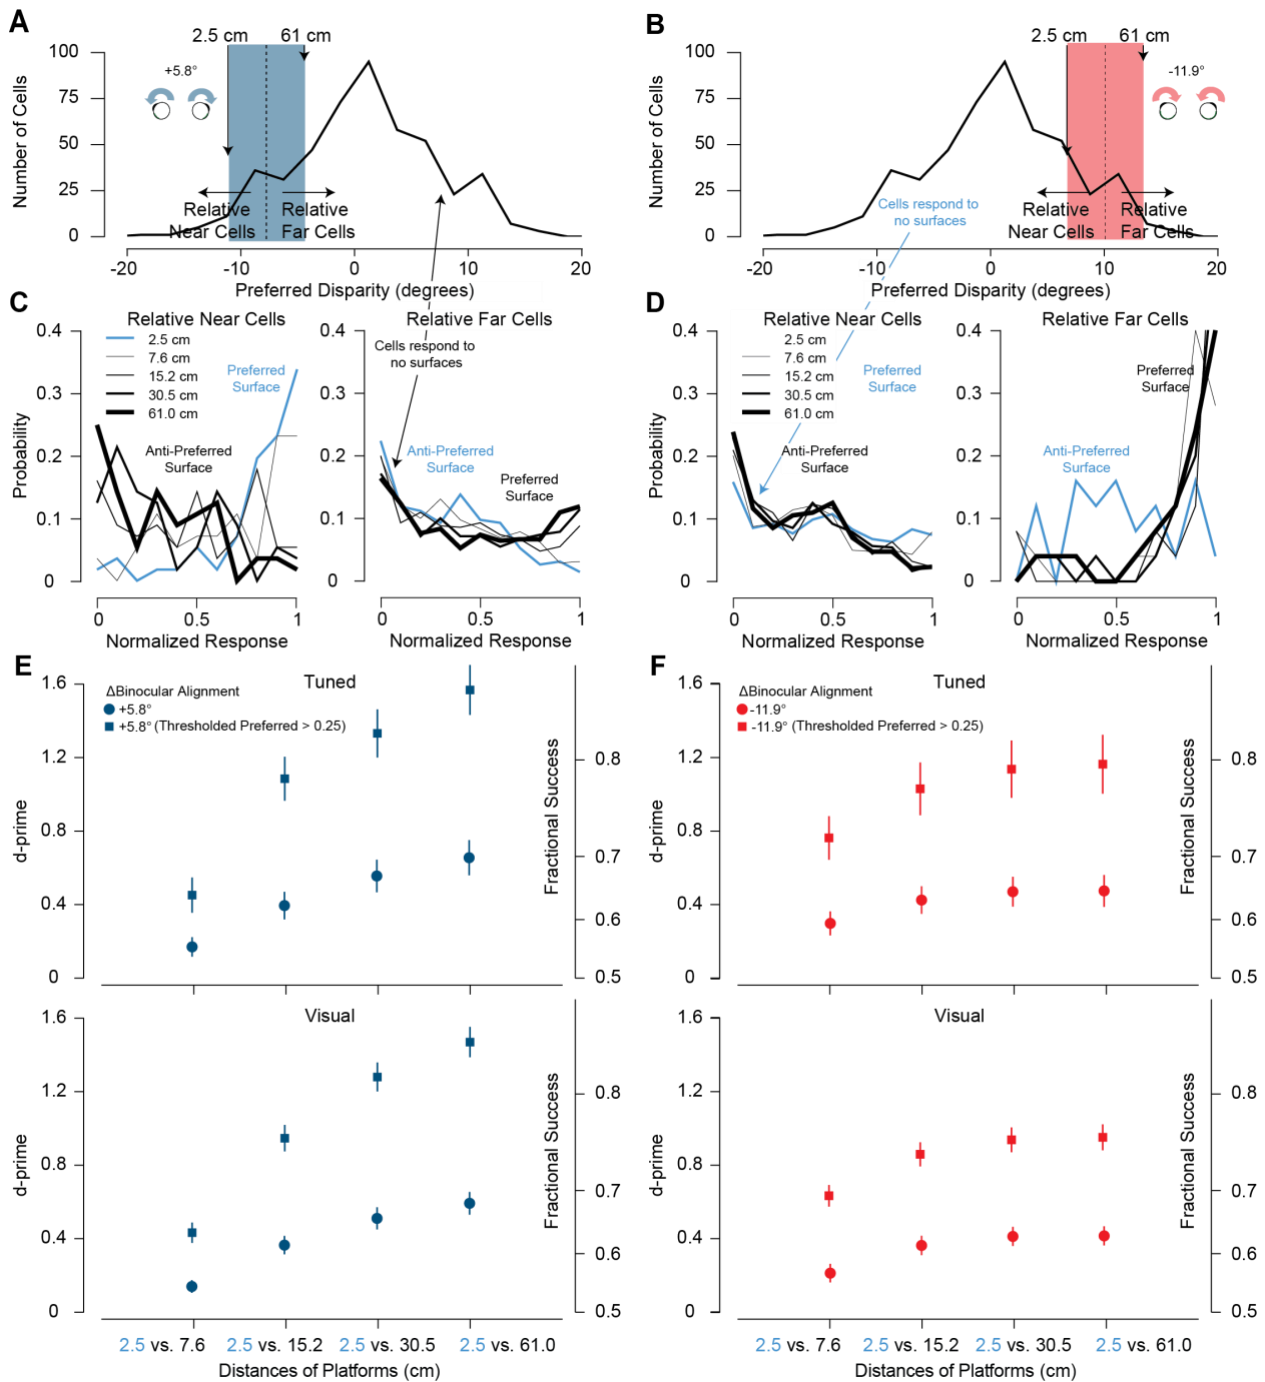 A
2.5 cm
61 cm
+5.8°
Number of Cells
100
75
50
25
0
Relative
Near Cells
Relative
Far Cells
-20
-10
0
10
20
Preferred Disparity (degrees)
B
2.5 cm
61 cm
-11.9°
Number of Cells
100
75
50
25
0
Cells respond to
no surfaces
Relative
Near Cells
Relative
Far Cells
-20
-10
0
10
20
Preferred Disparity (degrees)
C
Relative Near Cells
Probability
0.4
0.3
0.2
0.1
0
2.5 cm
7.6 cm
15.2 cm
30.5 cm
61.0 cm
Preferred
Surface
Anti-Preferred
Surface
0
0.5
1
Normalized Response
Relative Far Cells
0.4
0.3
0.2
0.1
0
Cells respond to
no surfaces
Anti-Preferred
Surface
Preferred
Surface
0
0.5
1
Normalized Response
D
Relative Near Cells
Probability
0.4
0.3
0.2
0.1
0
2.5 cm
7.6 cm
15.2 cm
30.5 cm
61.0 cm
Preferred
Surface
Anti-Preferred
Surface
0
0.5
1
Normalized Response
Relative Far Cells
0.4
0.3
0.2
0.1
0
Preferred
Surface
Anti-Preferred
Surface
0
0.5
1
Normalized Response
E
Tuned
ΔBinocular Alignment
+5.8°
+5.8° (Thresholded Preferred > 0.25)
d-prime
1.6
1.2
0.8
0.4
0
Fractional Success
0.8
0.7
0.6
0.5
Visual
d-prime
1.6
1.2
0.8
0.4
0
Fractional Success
0.8
0.7
0.6
0.5
2.5 vs. 7.6
2.5 vs. 15.2
2.5 vs. 30.5
2.5 vs. 61.0
Distances of Platforms (cm)
F
Tuned
ΔBinocular Alignment
-11.9°
-11.9° (Thresholded Preferred > 0.25)
d-prime
1.6
1.2
0.8
0.4
0
Fractional Success
0.8
0.7
0.6
0.5
Visual
d-prime
1.6
1.2
0.8
0.4
0
Fractional Success
0.8
0.7
0.6
0.5
2.5 vs. 7.6
2.5 vs. 15.2
2.5 vs. 30.5
2.5 vs. 61.0
Distances of Platforms (cm)